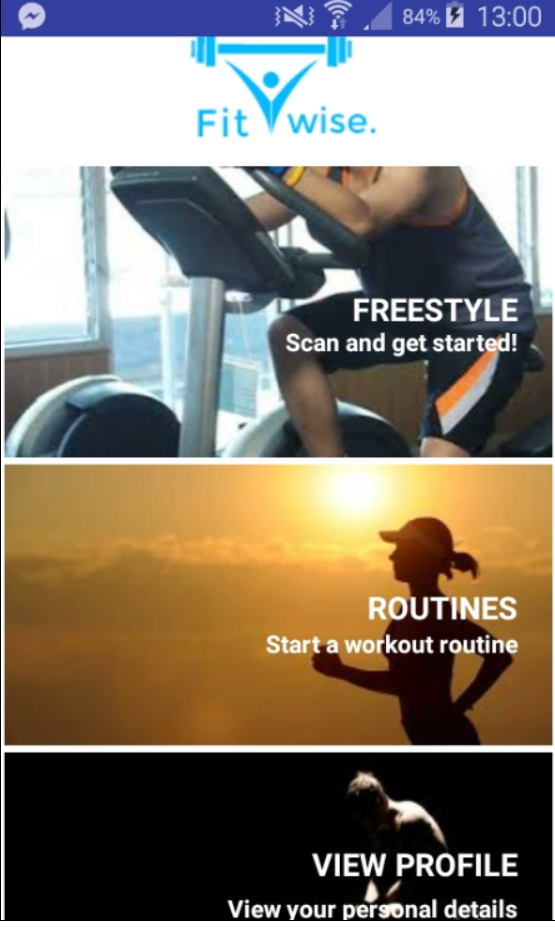 84% 13:00
Fit wise.
FREESTYLE
Scan and get started!
ROUTINES
Start a workout routine
VIEW PROFILE
View your personal details